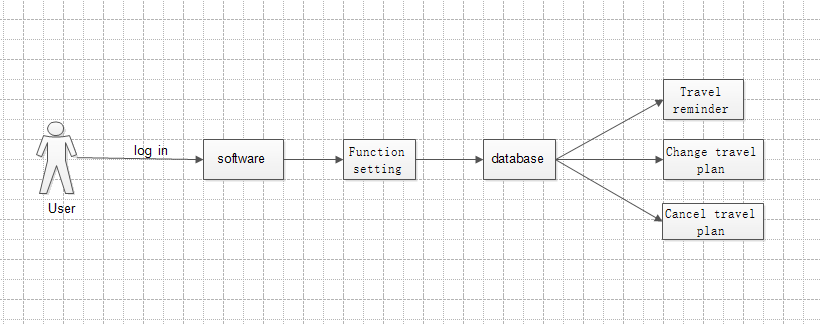 User
log in
software
Function
setting
database
Travel
reminder
Change travel
plan
Cancel travel
plan